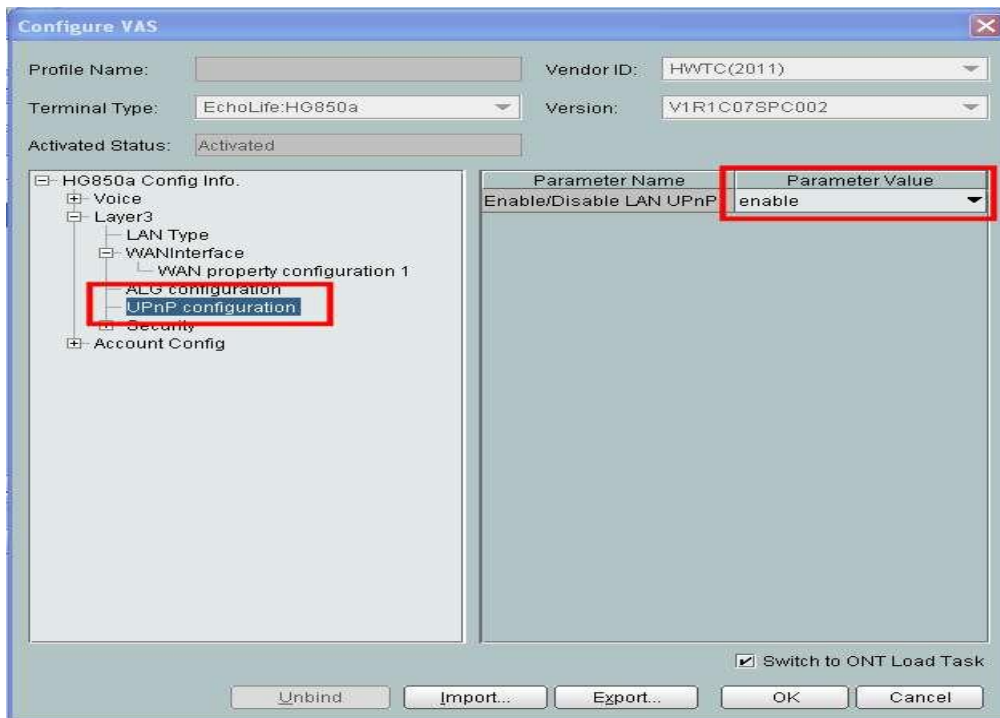 Configure VAS
Profile Name:
Vendor ID: HWTC(2011)
Terminal Type: EchoLife:HG850a
Version: V1R1C07SPC002
Activated Status: Activated
HG850a Config Info.
Voice
Layer3
LAN Type
WANInterface
WAN property configuration 1
ALG configuration
UPnP configuration
Security
Account Config
Parameter Name
Parameter Value
Enable/Disable LAN UPnP
enable
Switch to ONT Load Task
Unbind
Import...
Export...
OK
Cancel